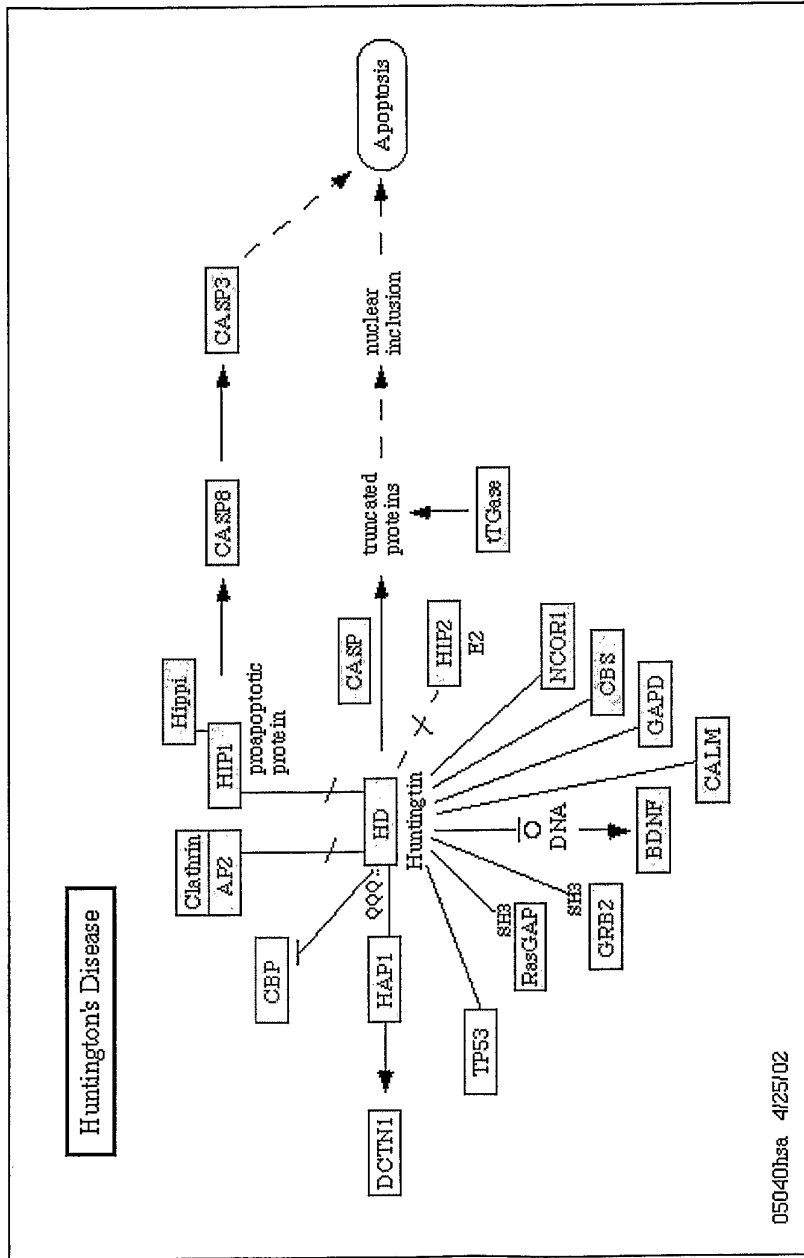 Huntington's Disease
Clathrin
AP2
Hippi
HIP1
proapoptotic
protein
CASP8
CASP3
CBP
QQQ:
DCTN1
HAP1
HD
Huntingtin
CASP
truncated
proteins
nuclear
inclusion
Apoptosis
tTGase
HIP2
E2
TP53
SH3
RasGAP
SH3
GRB2
DNA
BDNF
CALM
GAPD
CBS
NCOR1
05040hsa 4/25/02